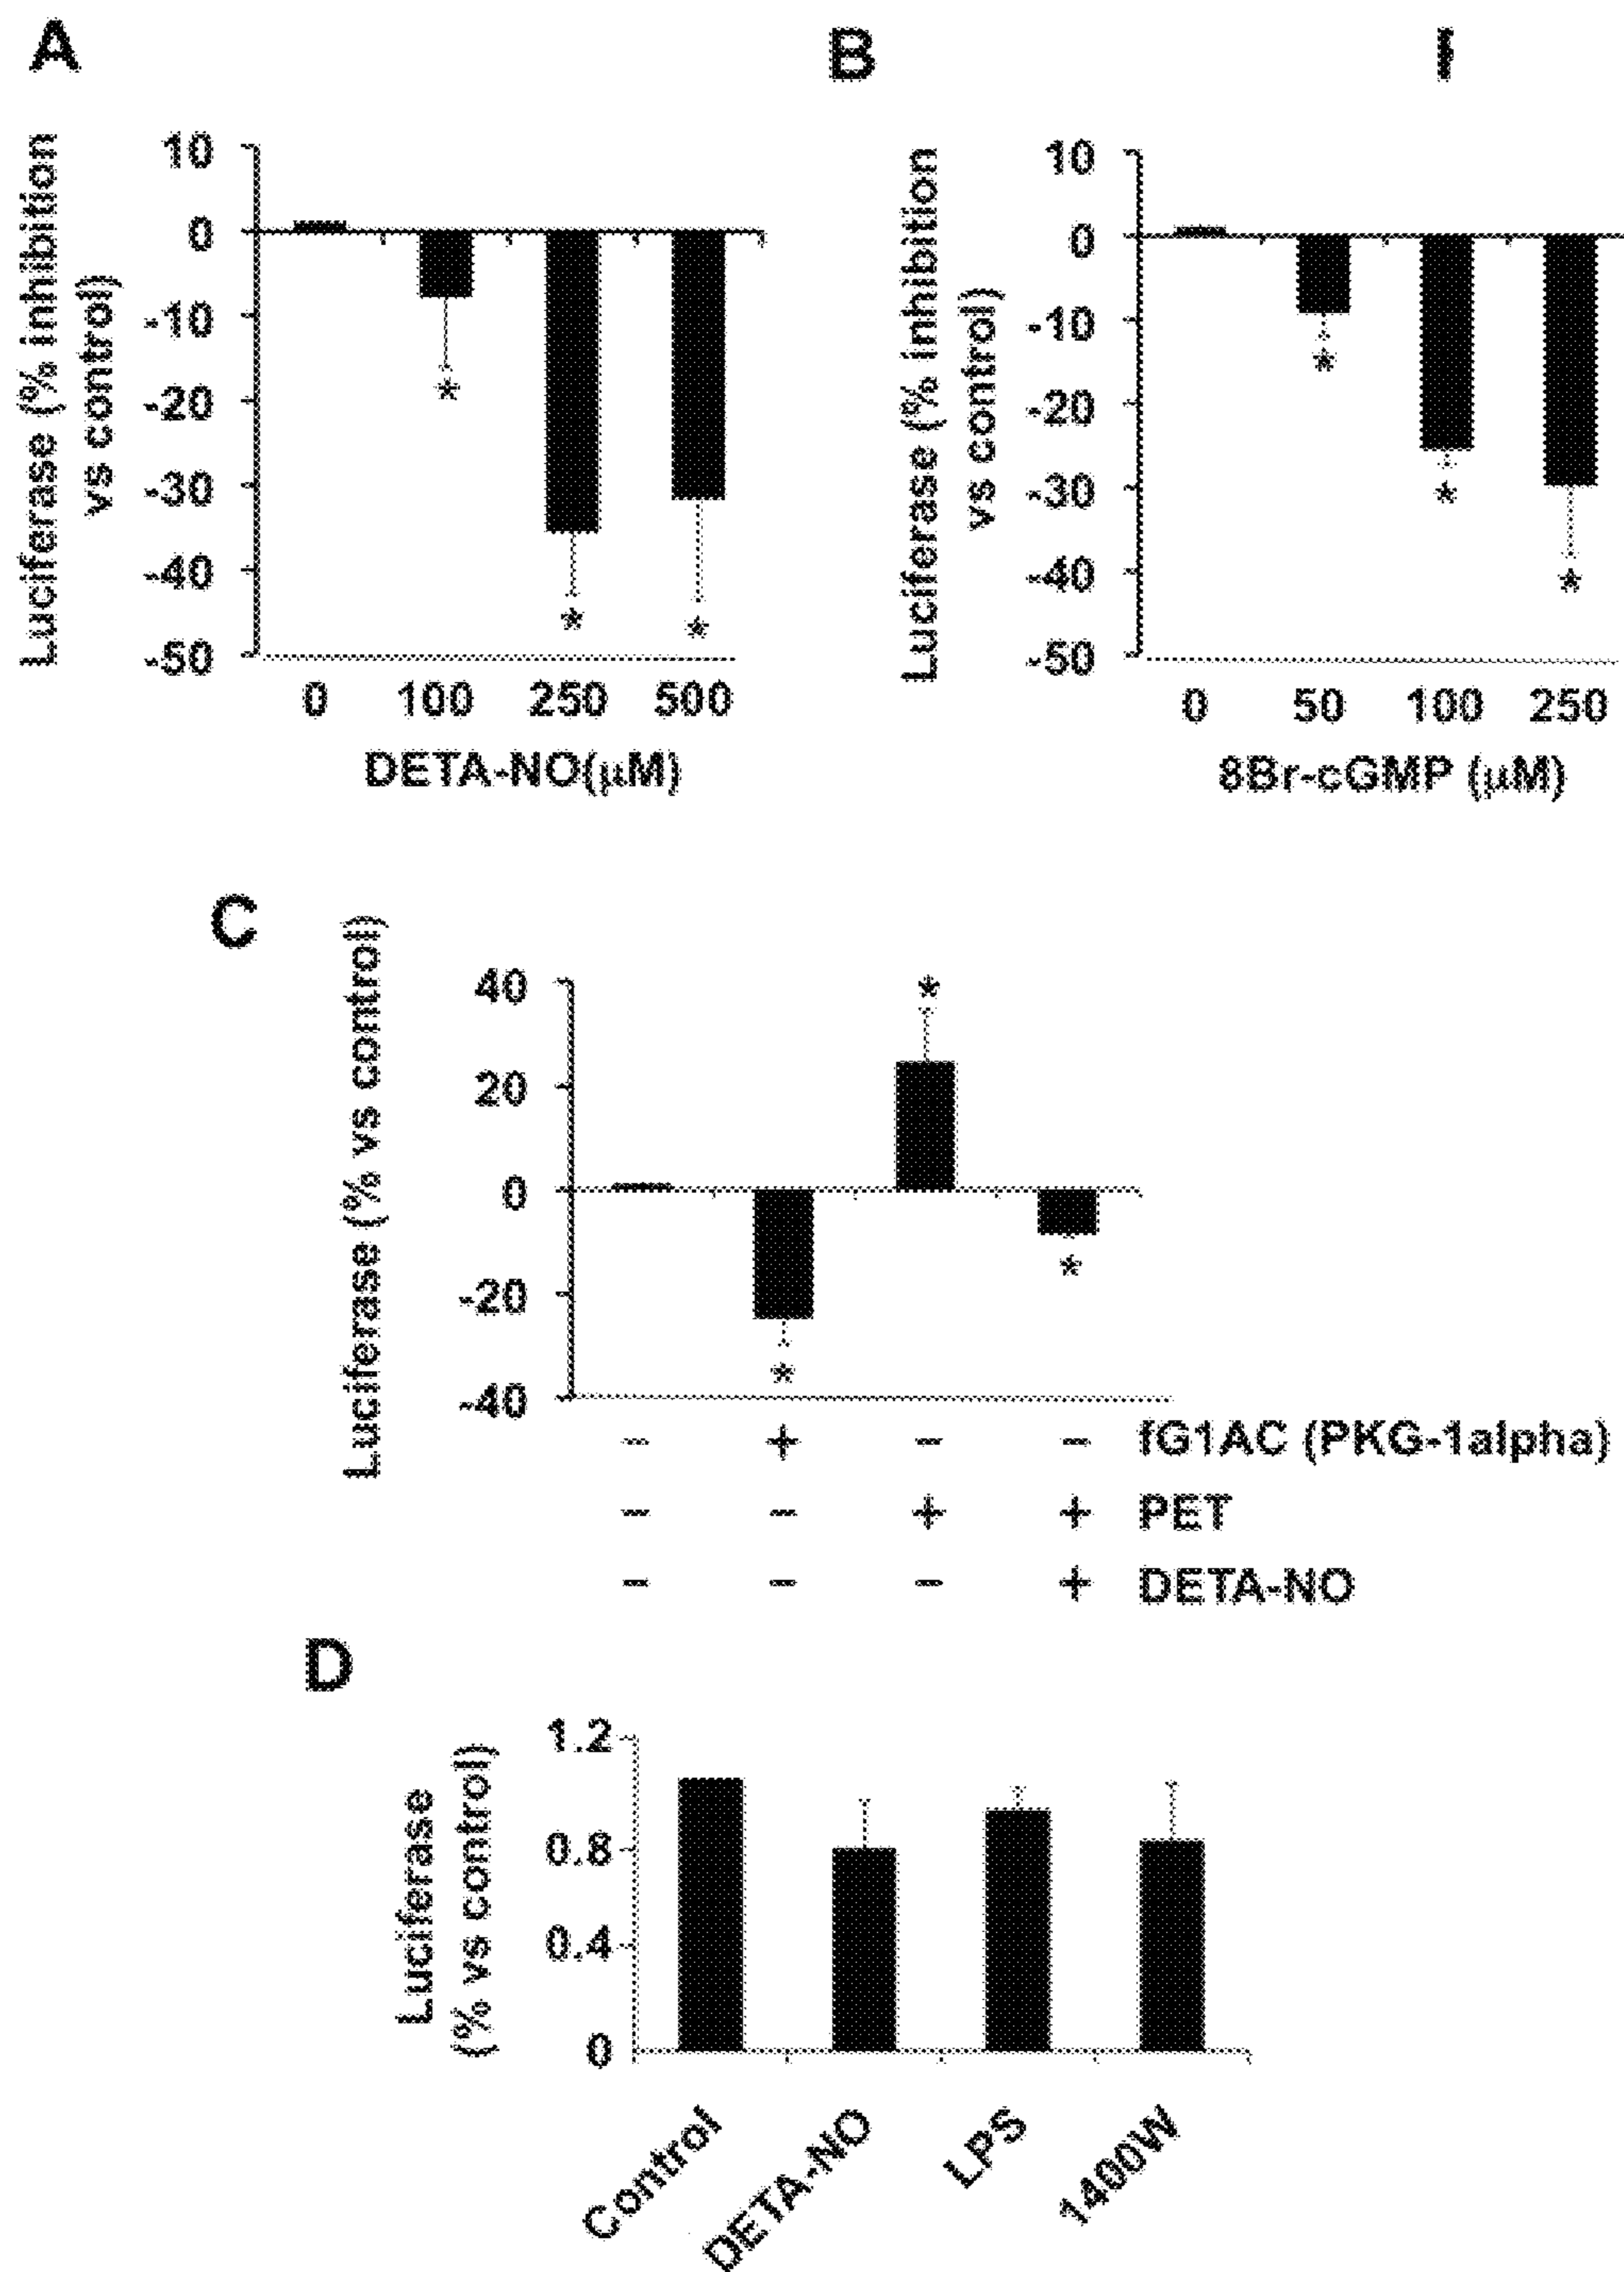 A
Luciferase (% inhibition
vs control)
10
0
-10
-20
-30
-40
-50
*
*
*
0 100 250 500
DETA-NO(μM)
B
Luciferase (% inhibition
vs control)
10
0
-10
-20
-30
-40
-50
*
*
*
0 50 100 250
8Br-cGMP (μM)
C
Luciferase (% vs control)
40
20
0
-20
-40
*
*
*
- + - - fG1AC (PKG-1alpha)
- - + + PET
- - - + DETA-NO
D
Luciferase
(% vs control)
1.2
0.8
0.4
0
Control
DETA-NO
LPS
1400W